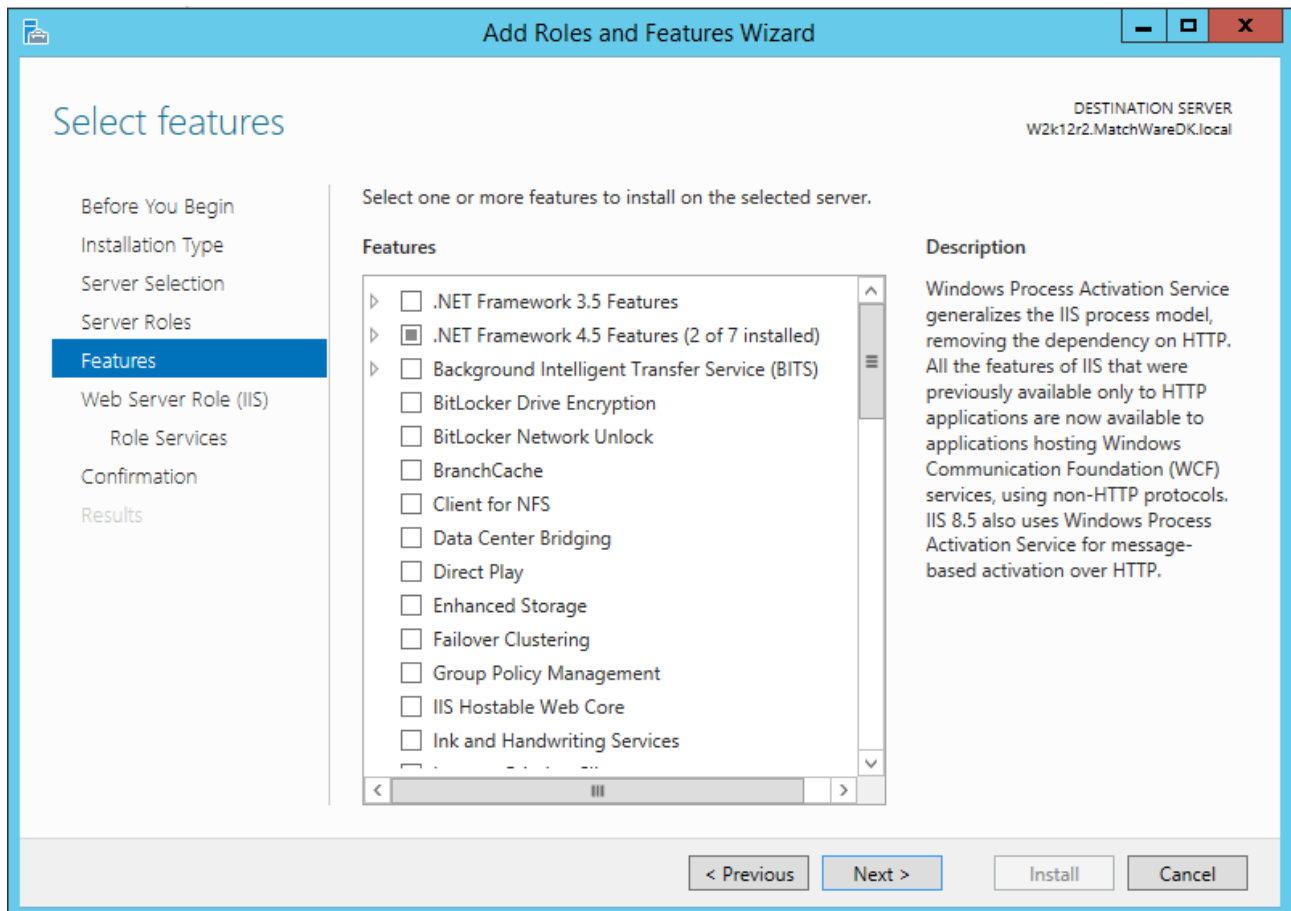 Add Roles and Features Wizard
Select features
DESTINATION SERVER
W2k12r2.MatchWareDK.local
Before You Begin
Installation Type
Server Selection
Server Roles
Features
Web Server Role (IIS)
Role Services
Confirmation
Results
Select one or more features to install on the selected server.
Features
.NET Framework 3.5 Features
.NET Framework 4.5 Features (2 of 7 installed)
Background Intelligent Transfer Service (BITS)
BitLocker Drive Encryption
BitLocker Network Unlock
BranchCache
Client for NFS
Data Center Bridging
Direct Play
Enhanced Storage
Failover Clustering
Group Policy Management
IIS Hostable Web Core
Ink and Handwriting Services
Description
Windows Process Activation Service
generalizes the IIS process model,
removing the dependency on HTTP.
All the features of IIS that were
previously available only to HTTP
applications are now available to
applications hosting Windows
Communication Foundation (WCF)
services, using non-HTTP protocols.
IIS 8.5 also uses Windows Process
Activation Service for message-
based activation over HTTP.
< Previous
Next >
Install
Cancel